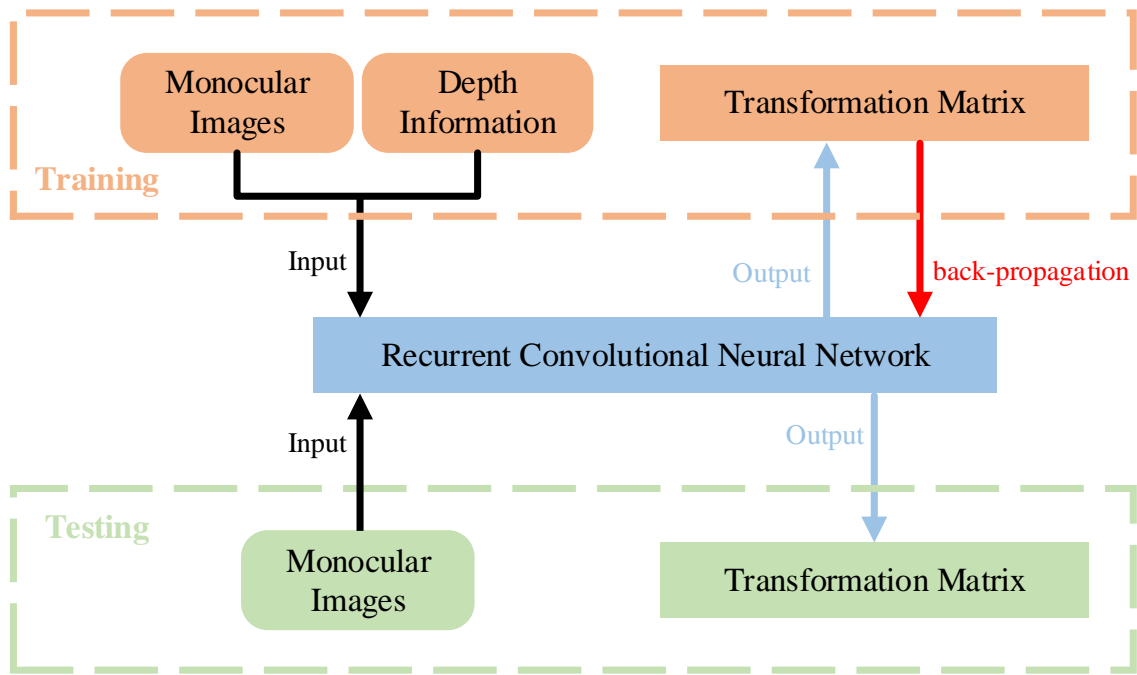 Monocular
Images
Depth
Information
Transformation Matrix
Training
Input
Output
back-propagation
Recurrent Convolutional Neural Network
Input
Output
Testing
Monocular
Images
Transformation Matrix